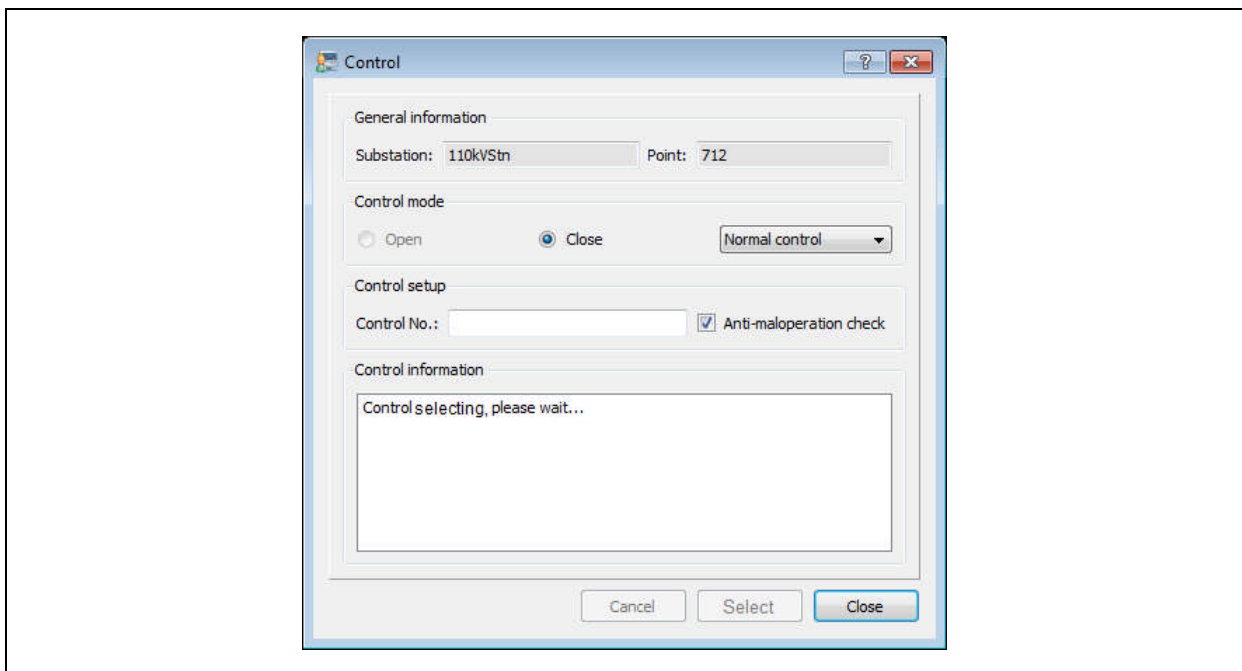 Control
General information
Substation: 110kVStn Point: 712
Control mode
Open Close Normal control
Control setup
Control No.: Anti-maloperation check
Control information
Control selecting, please wait...
Cancel Select Close